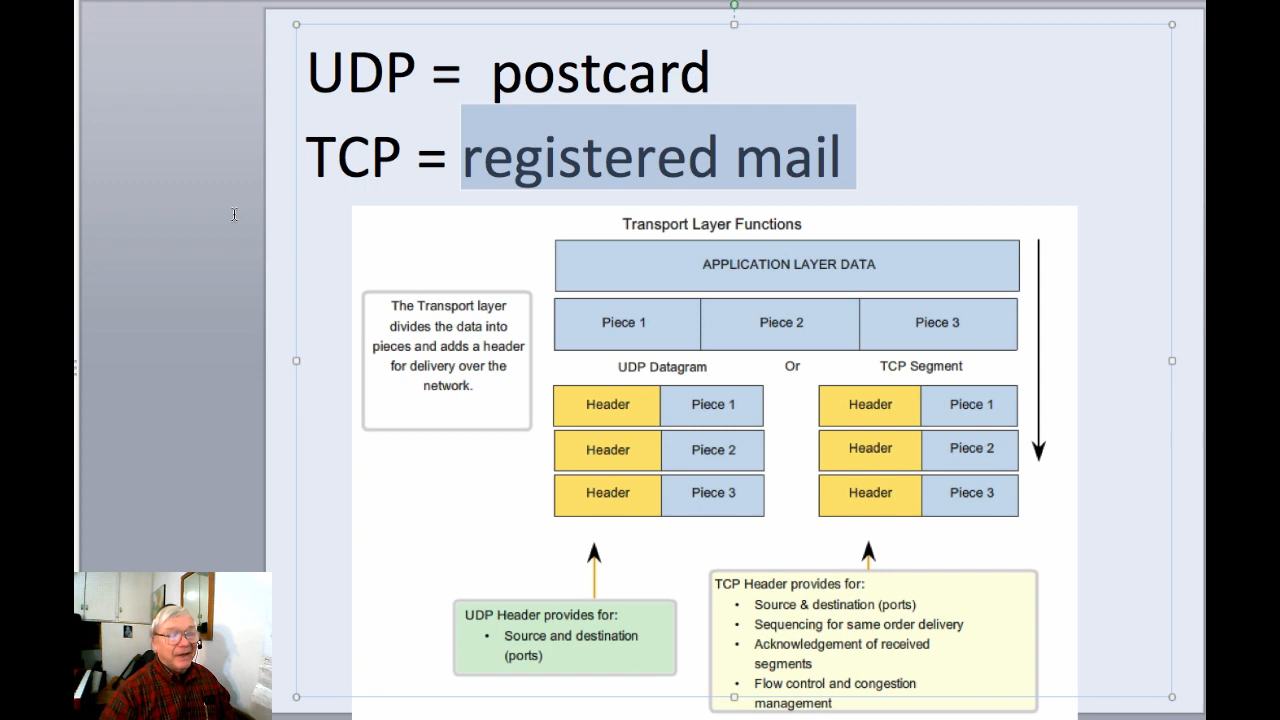 UDP = postcard
TCP = registered mail
Transport Layer Functions
APPLICATION LAYER DATA
The Transport layer
divides the data into
pieces and adds a header
for delivery over the
network.
Piece 1 Piece 2 Piece 3
UDP Datagram Or TCP Segment
Header Piece 1 Header Piece 1
Header Piece 2 Header Piece 2
Header Piece 3 Header Piece 3
UDP Header provides for:
• Source and destination
(ports)
TCP Header provides for:
• Source & destination (ports)
• Sequencing for same order delivery
• Acknowledgement of received
segments
• Flow control and congestion
management